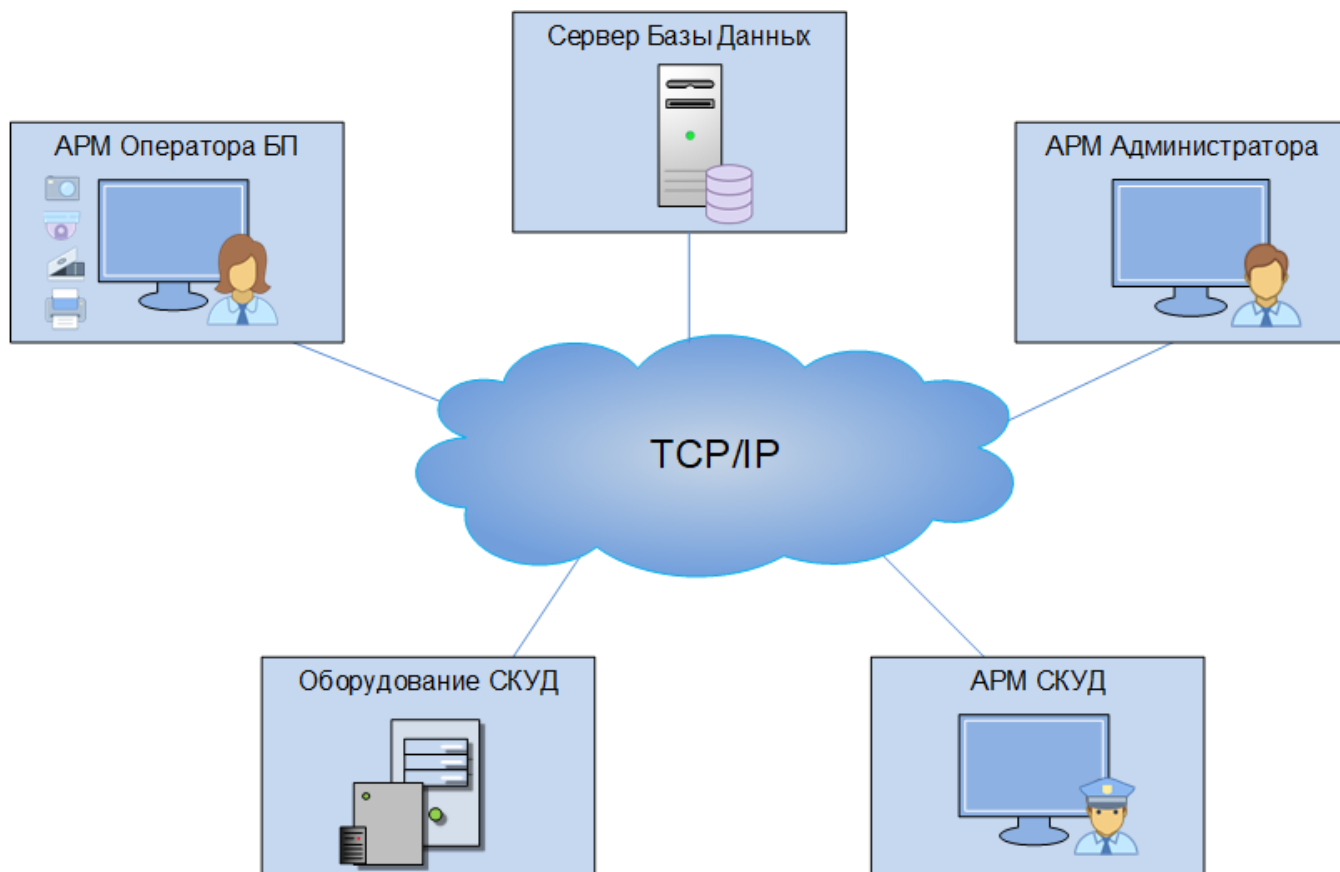 Сервер Базы Данных
АРМ Оператора БП
АРМ Администратора
TCP/IP
Оборудование СКУД
АРМ СКУД